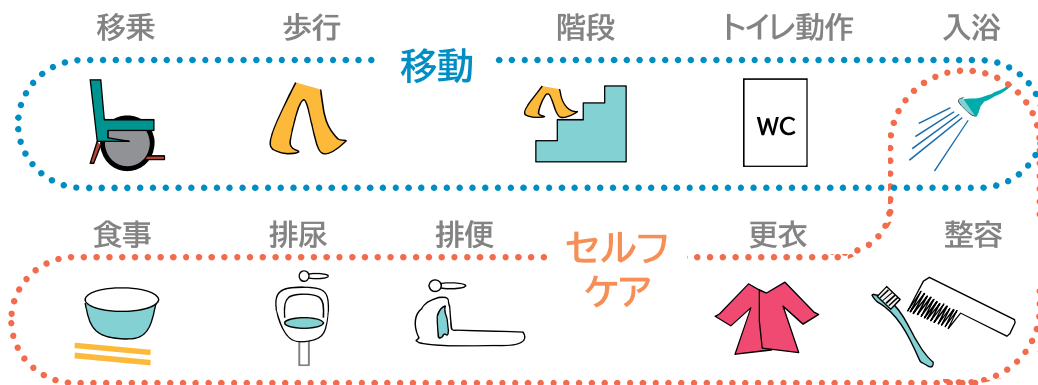 移乗
歩行
階段
トイレ動作
入浴
移動
WC
食事
排尿
排便
セルフ
ケア
更衣
整容